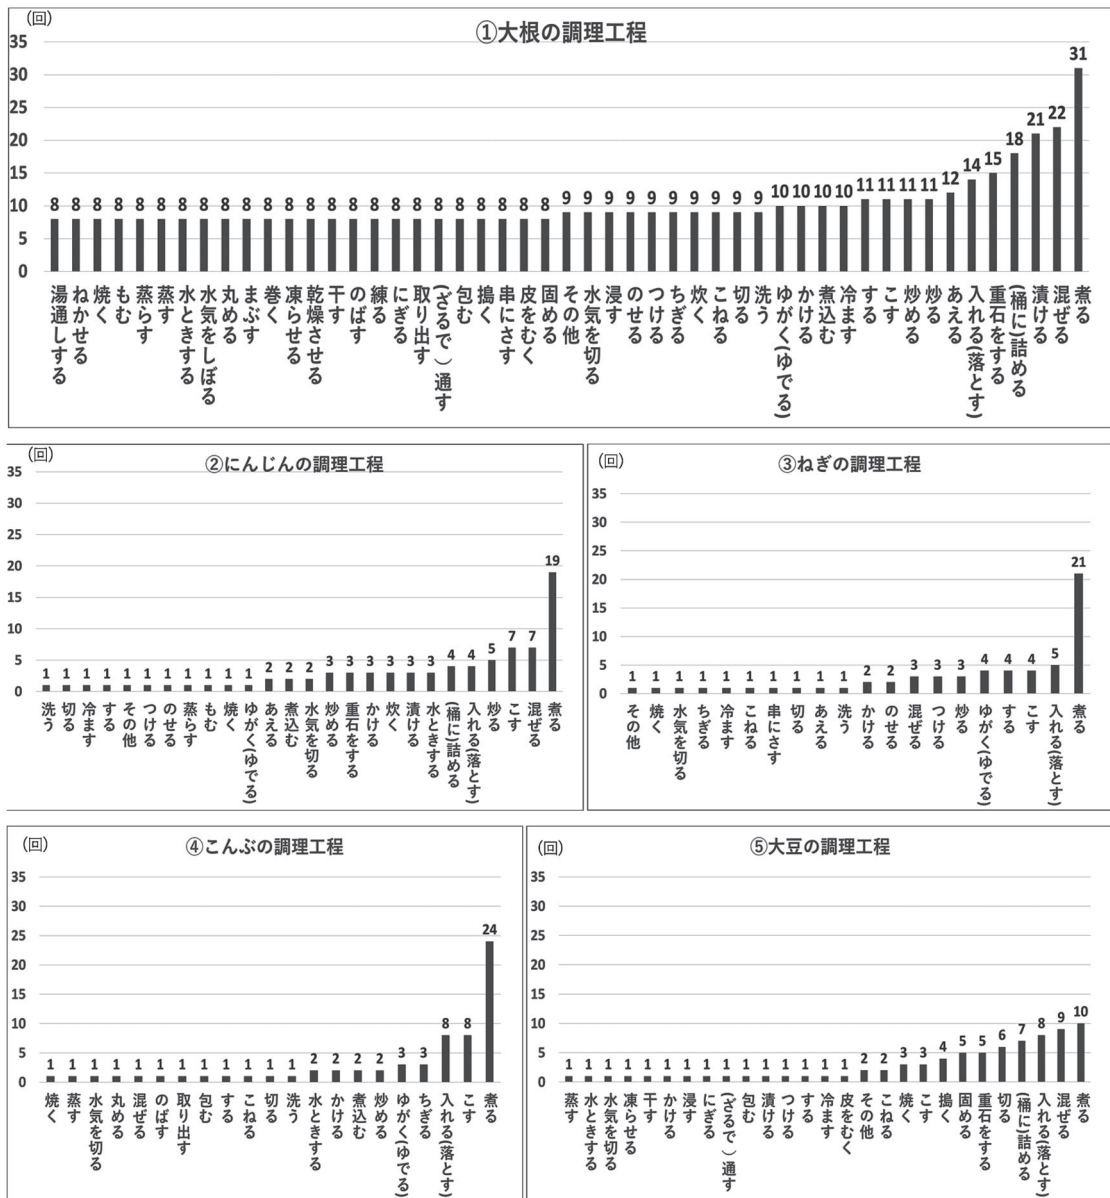 (回)
①大根の調理工程
35
30
25
20
15
10
5
0
8 8 8 8 8 8 8 8 8 8 8 8 8 8 8 8 8 8 8 8 8 8 8 8 9 9 9 9 9 9 9 9 9 9 10 10 10 10 11 11 11 11 12 14 15 18 21 22 31
湯通しする
ねかせる
焼く
もむ
蒸らす
蒸す
水ときする
水気をしぼる
丸める
まぶす
巻く
凍らせる
乾燥させる
干す
のばす
練る
にぎる
取り出す
(ざるで)通す
包む
搗く
串にさす
皮をむく
固める
その他
水気を切る
浸す
のせる
つける
ちぎる
炊く
こねる
切る
洗う
ゆがく(ゆでる)
かける
煮込む
冷ます
する
こす
炒める
炒る
あえる
入れる(落とす)
重石をする
(桶に)詰める
漬ける
混ぜる
煮る
(回)
②にんじんの調理工程
35
30
25
20
15
10
5
0
1 1 1 1 1 1 1 1 1 1 1 2 2 2 3 3 3 3 3 3 4 4 5 7 7 19
洗う
切る
冷ます
する
その他
つける
のせる
蒸らす
もむ
焼く
ゆがく(ゆでる)
あえる
煮込む
水気を切る
炒める
重石をする
かける
炊く
漬ける
水ときする
(桶に)詰める
入れる(落とす)
炒る
こす
混ぜる
煮る
(回)
③ねぎの調理工程
35
30
25
20
15
10
5
0
1 1 1 1 1 1 1 1 1 1 2 2 3 3 3 4 4 4 5 21
その他
焼く
水気を切る
ちぎる
冷ます
こねる
串にさす
切る
あえる
洗う
かける
のせる
混ぜる
つける
炒る
ゆがく(ゆでる)
する
こす
入れる(落とす)
煮る
(回)
④こんぶの調理工程
35
30
25
20
15
10
5
0
1 1 1 1 1 1 1 1 1 1 1 1 2 2 2 2 3 3 8 8 24
焼く
蒸す
水気を切る
丸める
混ぜる
のばす
取り出す
包む
する
こねる
切る
洗う
水ときする
かける
煮込む
炒める
ゆがく(ゆでる)
ちぎる
入れる(落とす)
こす
煮る
(回)
⑤大豆の調理工程
35
30
25
20
15
10
5
0
1 1 1 1 1 1 1 1 1 1 1 1 1 1 1 2 2 3 3 4 5 5 6 7 8 9 10
蒸す
水ときする
水気を切る
凍らせる
干す
かける
浸す
にぎる
(ざるで)通す
包む
漬ける
つける
する
冷ます
皮をむく
その他
こねる
焼く
こす
搗く
固める
重石をする
切る
(桶に)詰める
入れる(落とす)
混ぜる
煮る